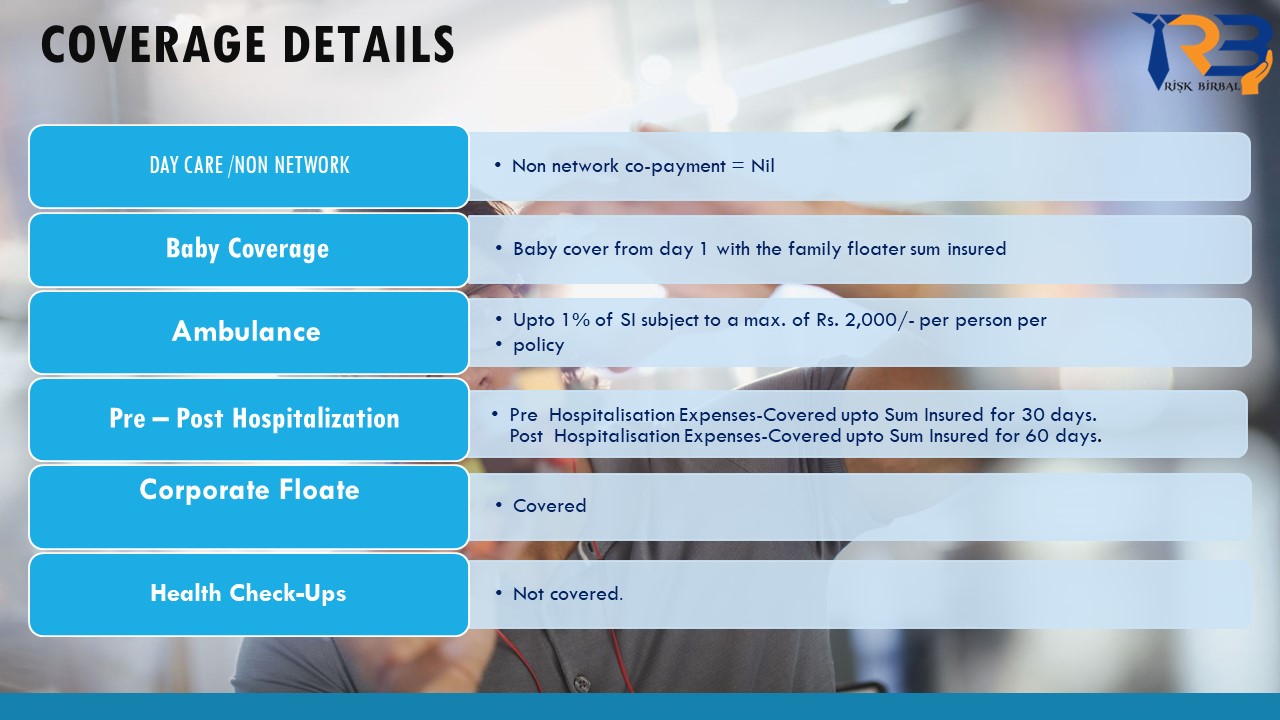 COVERAGE DETAILS
RISK BIRBAL
DAY CARE /NON NETWORK
• Non network co-payment = Nil
Baby Coverage
• Baby cover from day 1 with the family floater sum insured
Ambulance
• Upto 1% of SI subject to a max. of Rs. 2,000/- per person per
• policy
Pre – Post Hospitalization
• Pre Hospitalisation Expenses-Covered upto Sum Insured for 30 days.
Post Hospitalisation Expenses-Covered upto Sum Insured for 60 days.
Corporate Floate
• Covered
Health Check-Ups
• Not covered.